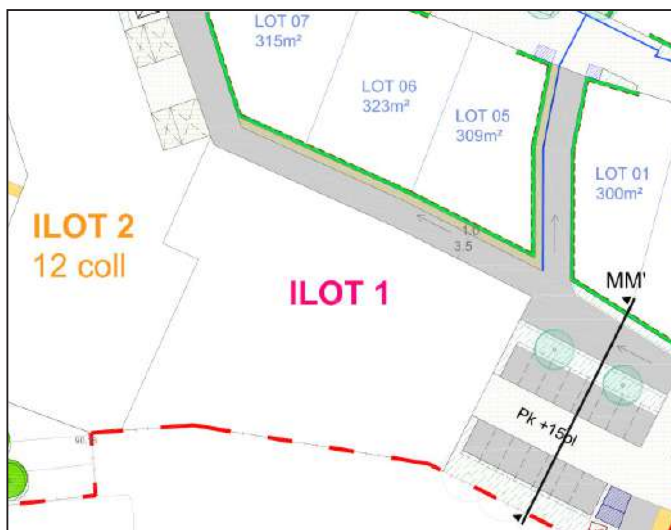 LOT 07
315m²
LOT 06
323m²
LOT 05
309m²
LOT 01
300m²
ILOT 2
12 coll
1.0
3.5
ILOT 1
MM'
Pk +15pl